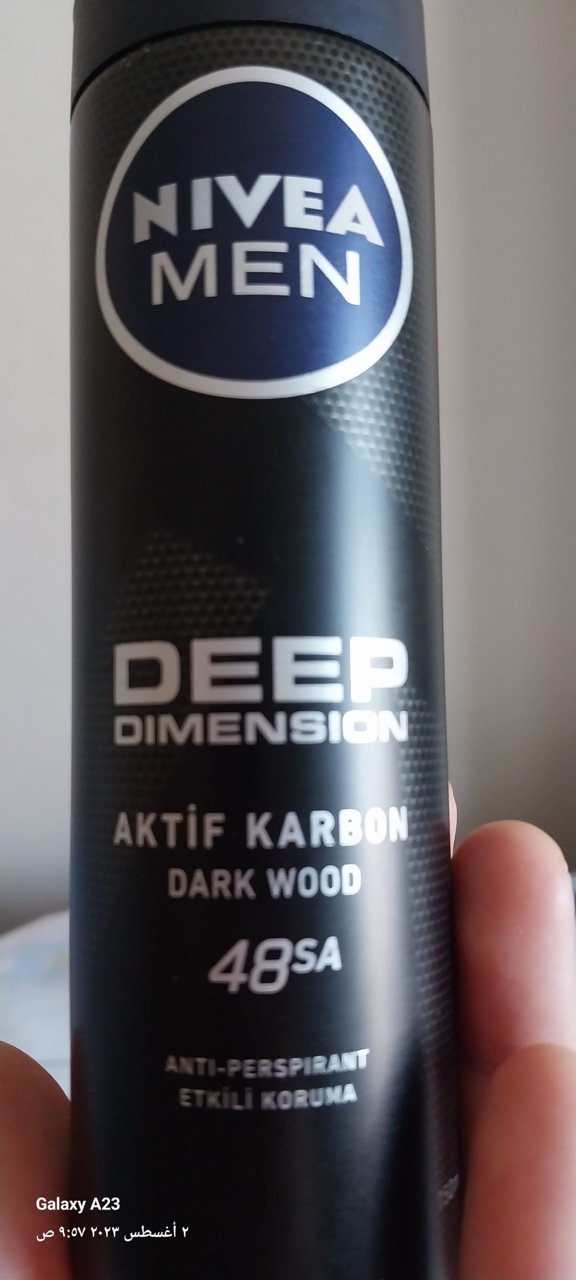 NIVEA
MEN
DEEP
DIMENSION
AKTİF KARBON
DARK WOOD
48SA
ANTI-PERSPIRANT
ETKİLİ KORUMA
Galaxy A23
٢ أغسطس ٢٠٢٣ ٩:٥٧ ص